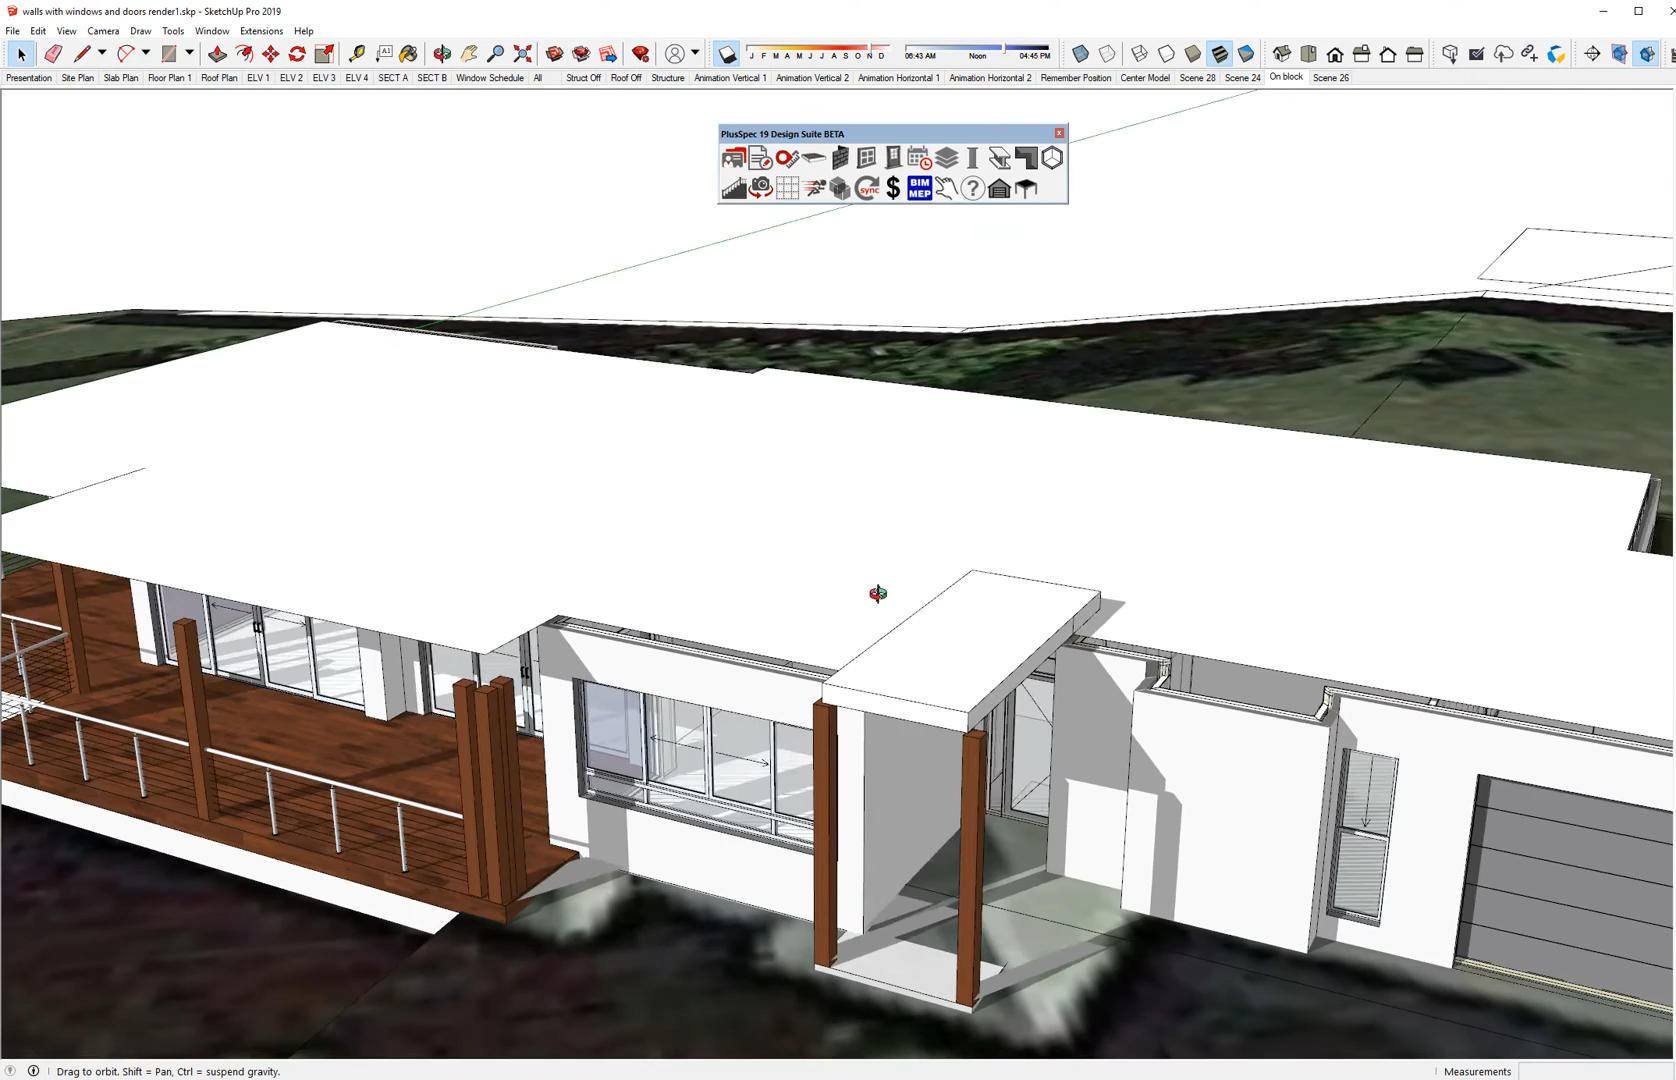 walls with windows and doors render1.skp - SketchUp Pro 2019
File Edit View Camera Draw Tools Window Extensions Help
A1
J F M A M J J A S O N D
06:43 AM Noon 04:45 PM
Presentation Site Plan Slab Plan Floor Plan 1 Roof Plan ELV 1 ELV 2 ELV 3 ELV 4 SECT A SECT B Window Schedule All Struct Off Roof Off Structure Animation Vertical 1 Animation Vertical 2 Animation Horizontal 1 Animation Horizontal 2 Remember Position Center Model Scene 28 Scene 24 On block Scene 26
PlusSpec 19 Design Suite BETA
sync $ BIM MEP ?
Drag to orbit. Shift = Pan, Ctrl = suspend gravity.
Measurements